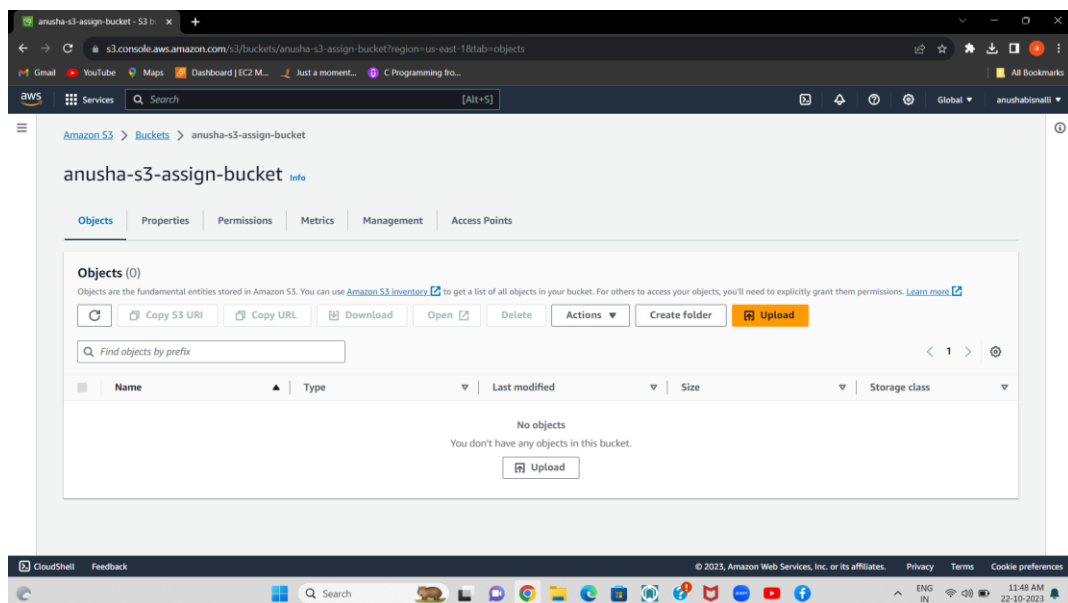 anusha-s3-assign-bucket - S3 b
s3.console.aws.amazon.com/s3/buckets/anusha-s3-assign-bucket?region=us-east-1&tab=objects
Gmail YouTube Maps Dashboard | EC2 M... Just a moment... C Programming fro... All Bookmarks
aws Services Search [Alt+S] Global anushabisnalli
Amazon S3 > Buckets > anusha-s3-assign-bucket
anusha-s3-assign-bucket Info
Objects Properties Permissions Metrics Management Access Points
Objects (0)
Objects are the fundamental entities stored in Amazon S3. You can use Amazon S3 inventory to get a list of all objects in your bucket. For others to access your objects, you'll need to explicitly grant them permissions. Learn more
Copy S3 URI Copy URL Download Open Delete Actions Create folder Upload
Find objects by prefix 1
Name Type Last modified Size Storage class
No objects
You don't have any objects in this bucket.
Upload
CloudShell Feedback © 2023, Amazon Web Services, Inc. or its affiliates. Privacy Terms Cookie preferences
Search ENG 11:48 AM
IN 22-10-2023